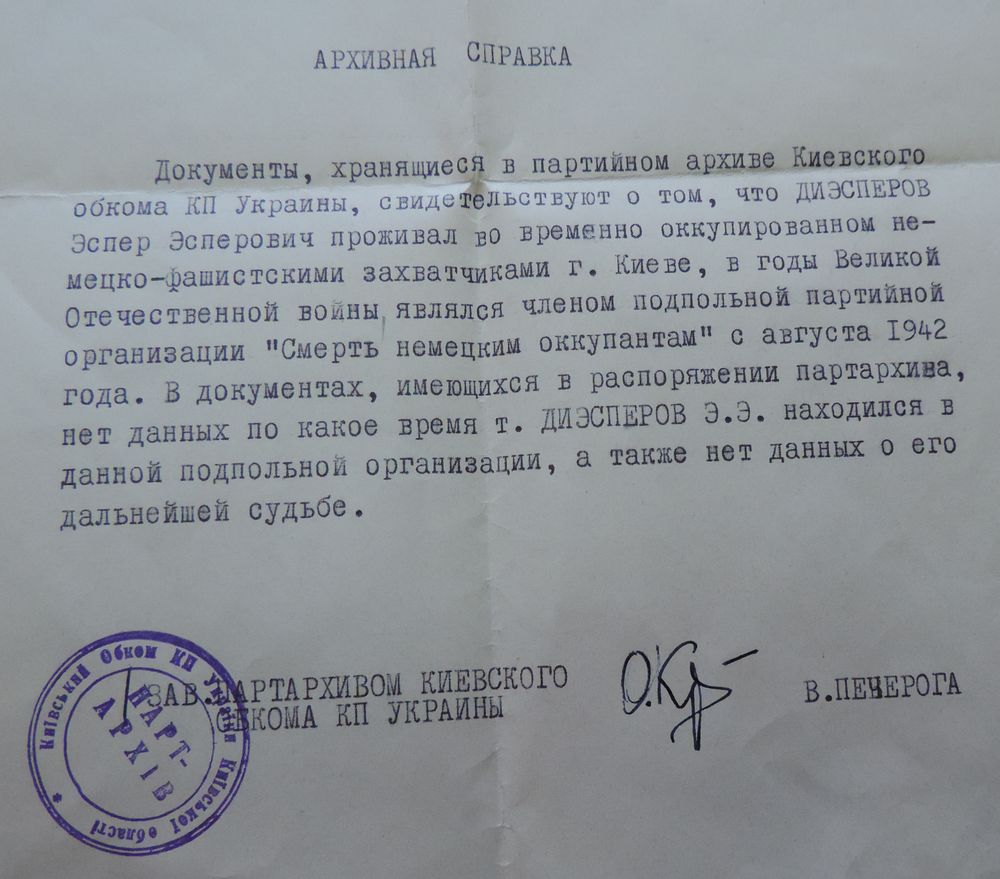 АРХИВНАЯ СПРАВКА
Документы, хранящиеся в партийном архиве Киевского
обкома КП Украины, свидетельствуют о том, что ДИЭСПЕРОВ
Эспер Эсперович проживал во временно оккупированном не-
мецко-фашистскими захватчиками г. Киеве, в годы Великой
Отечественной войны являлся членом подпольной партийной
организации "Смерть немецким оккупантам" с августа 1942
года. В документах, имеющихся в распоряжении партархива,
нет данных по какое время т. ДИЭСПЕРОВ Э.Э. находился в
данной подпольной организации, а также нет данных о его
дальнейшей судьбе.
ЗАВ.ПАРТАРХИВОМ КИЕВСКОГО
ОБКОМА КП УКРАИНЫ
В.ПЕЧЕРОГА
Київський Обком КП України Київської області *
ПАРТ-
АРХІВ